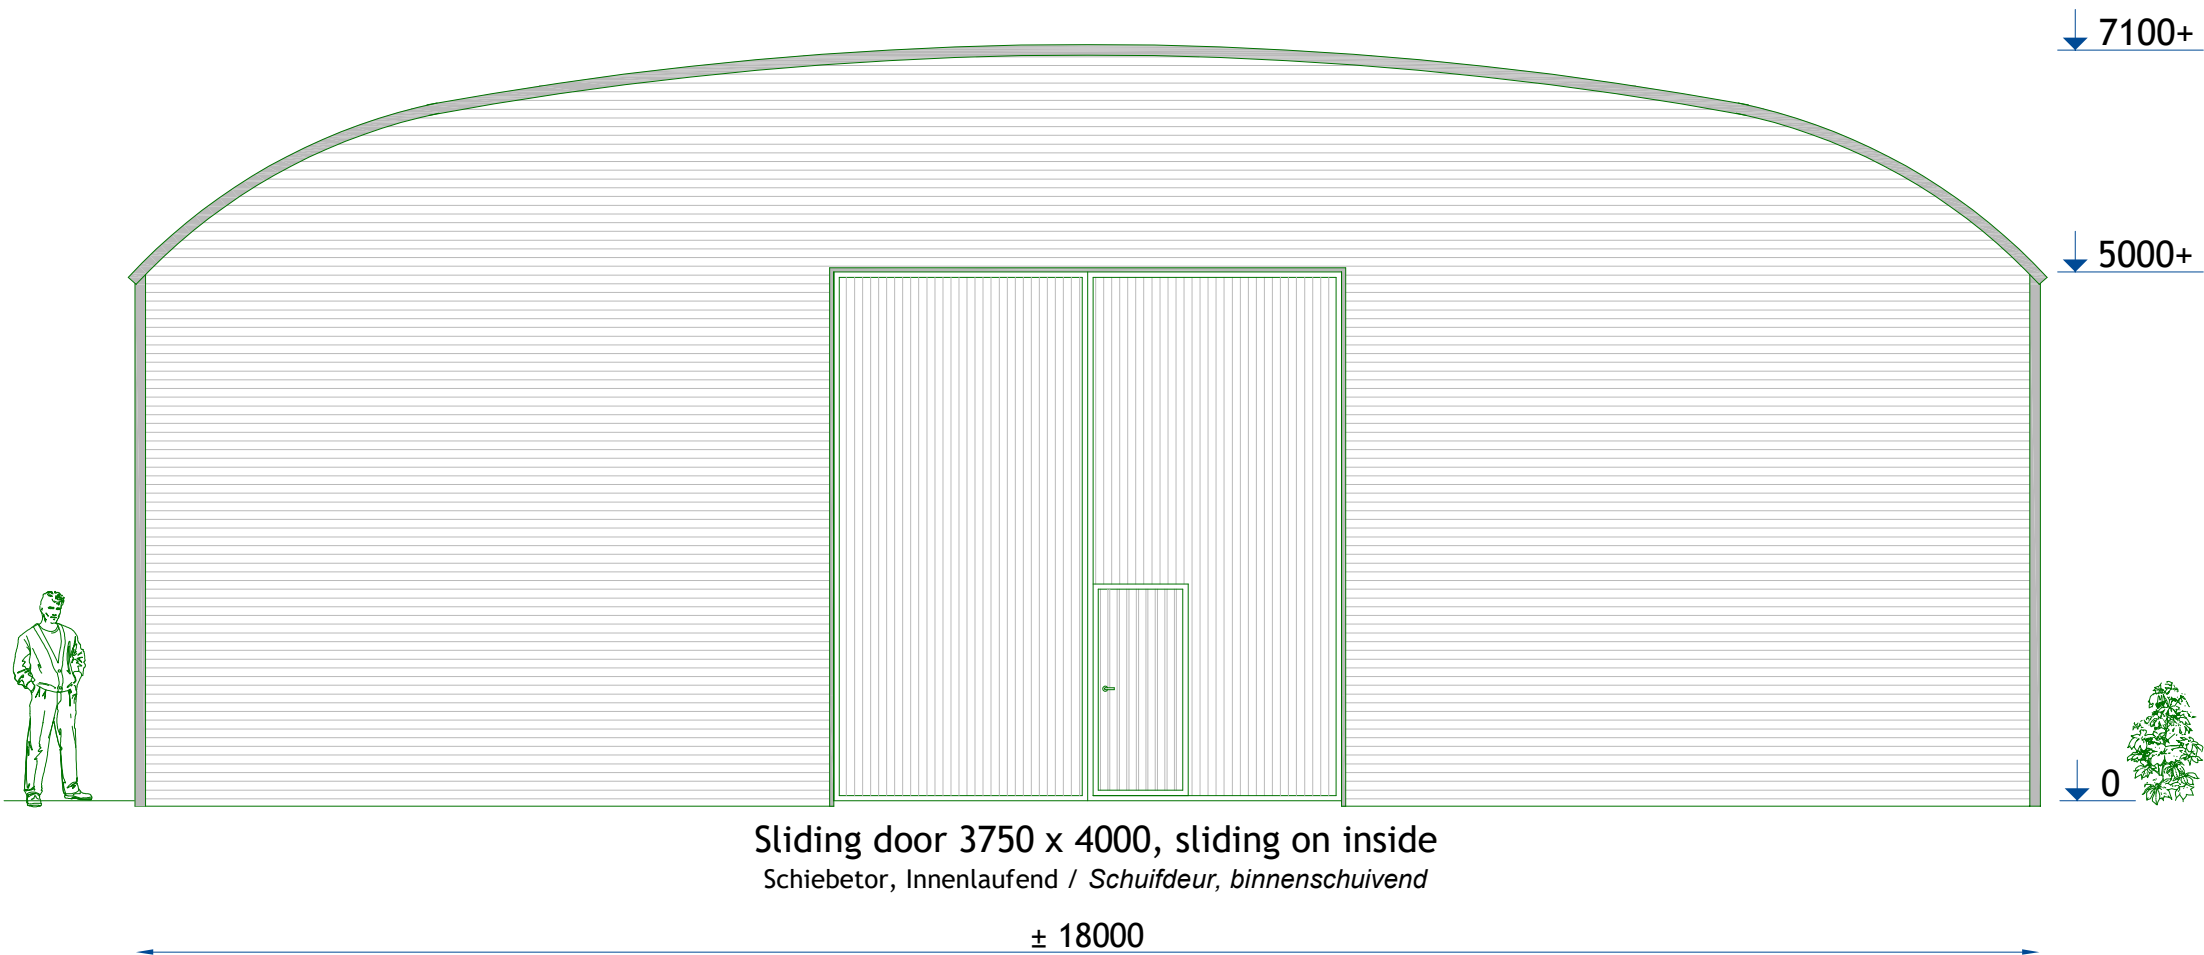 7100+
5000+
0
Sliding door 3750 x 4000, sliding on inside
Schiebetor, Innenlaufend / Schuifdeur, binnenschuivend
± 18000